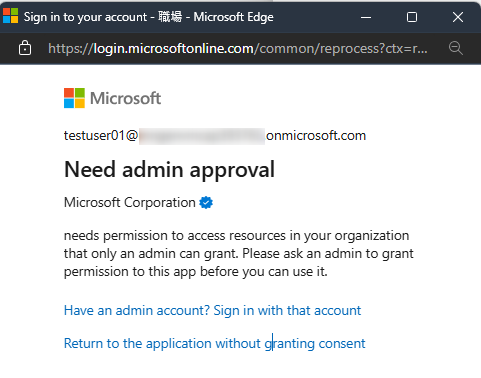 Sign in to your account - 職場 - Microsoft Edge
https://login.microsoftonline.com/common/reprocess?ctx=r...
Microsoft
testuser01@ onmicrosoft.com
Need admin approval
Microsoft Corporation
needs permission to access resources in your organization
that only an admin can grant. Please ask an admin to grant
permission to this app before you can use it.
Have an admin account? Sign in with that account
Return to the application without granting consent